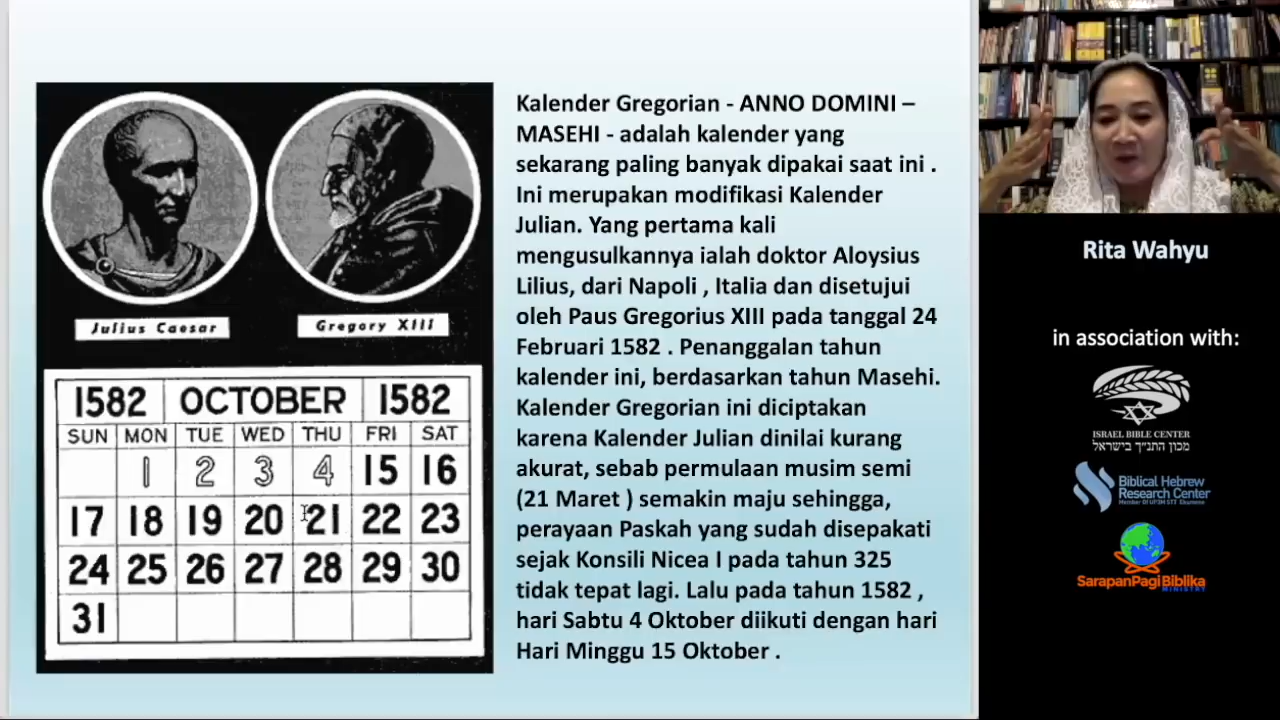 Julius Caesar
Gregory XIII
1582 OCTOBER 1582
SUN MON TUE WED THU FRI SAT
1 2 3 4 15 16
17 18 19 20 21 22 23
24 25 26 27 28 29 30
31
Kalender Gregorian - ANNO DOMINI –
MASEHI - adalah kalender yang
sekarang paling banyak dipakai saat ini .
Ini merupakan modifikasi Kalender
Julian. Yang pertama kali
mengusulkannya ialah doktor Aloysius
Lilius, dari Napoli , Italia dan disetujui
oleh Paus Gregorius XIII pada tanggal 24
Februari 1582 . Penanggalan tahun
kalender ini, berdasarkan tahun Masehi.
Kalender Gregorian ini diciptakan
karena Kalender Julian dinilai kurang
akurat, sebab permulaan musim semi
(21 Maret ) semakin maju sehingga,
perayaan Paskah yang sudah disepakati
sejak Konsili Nicea I pada tahun 325
tidak tepat lagi. Lalu pada tahun 1582 ,
hari Sabtu 4 Oktober diikuti dengan hari
Hari Minggu 15 Oktober .
Rita Wahyu
in association with:
ISRAEL BIBLE CENTER
מכון התנ״ך בישראל
Biblical Hebrew
Research Center
Member Of UP3M STT Ekumene
SarapanPagi Biblika
MINISTRY